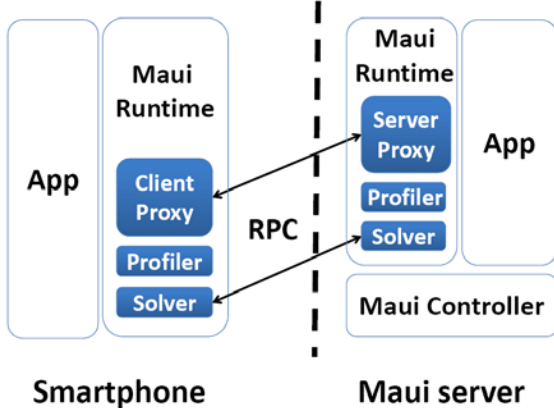 App
Maui
Runtime
Client
Proxy
Profiler
Solver
RPC
Maui
Runtime
Server
Proxy
Profiler
Solver
App
Maui Controller
Smartphone
Maui server